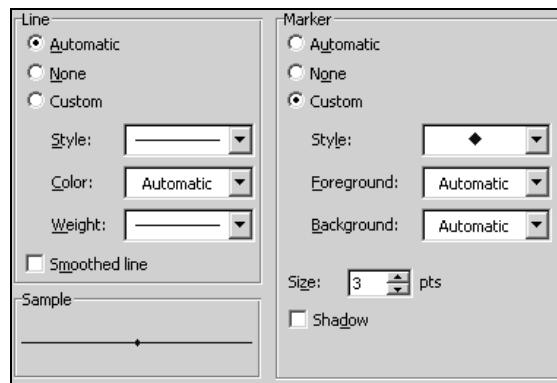 Line
Automatic
None
Custom
Style:
Color: Automatic
Weight:
Smoothed line
Sample
Marker
Automatic
None
Custom
Style:
Foreground: Automatic
Background: Automatic
Size: 3 pts
Shadow